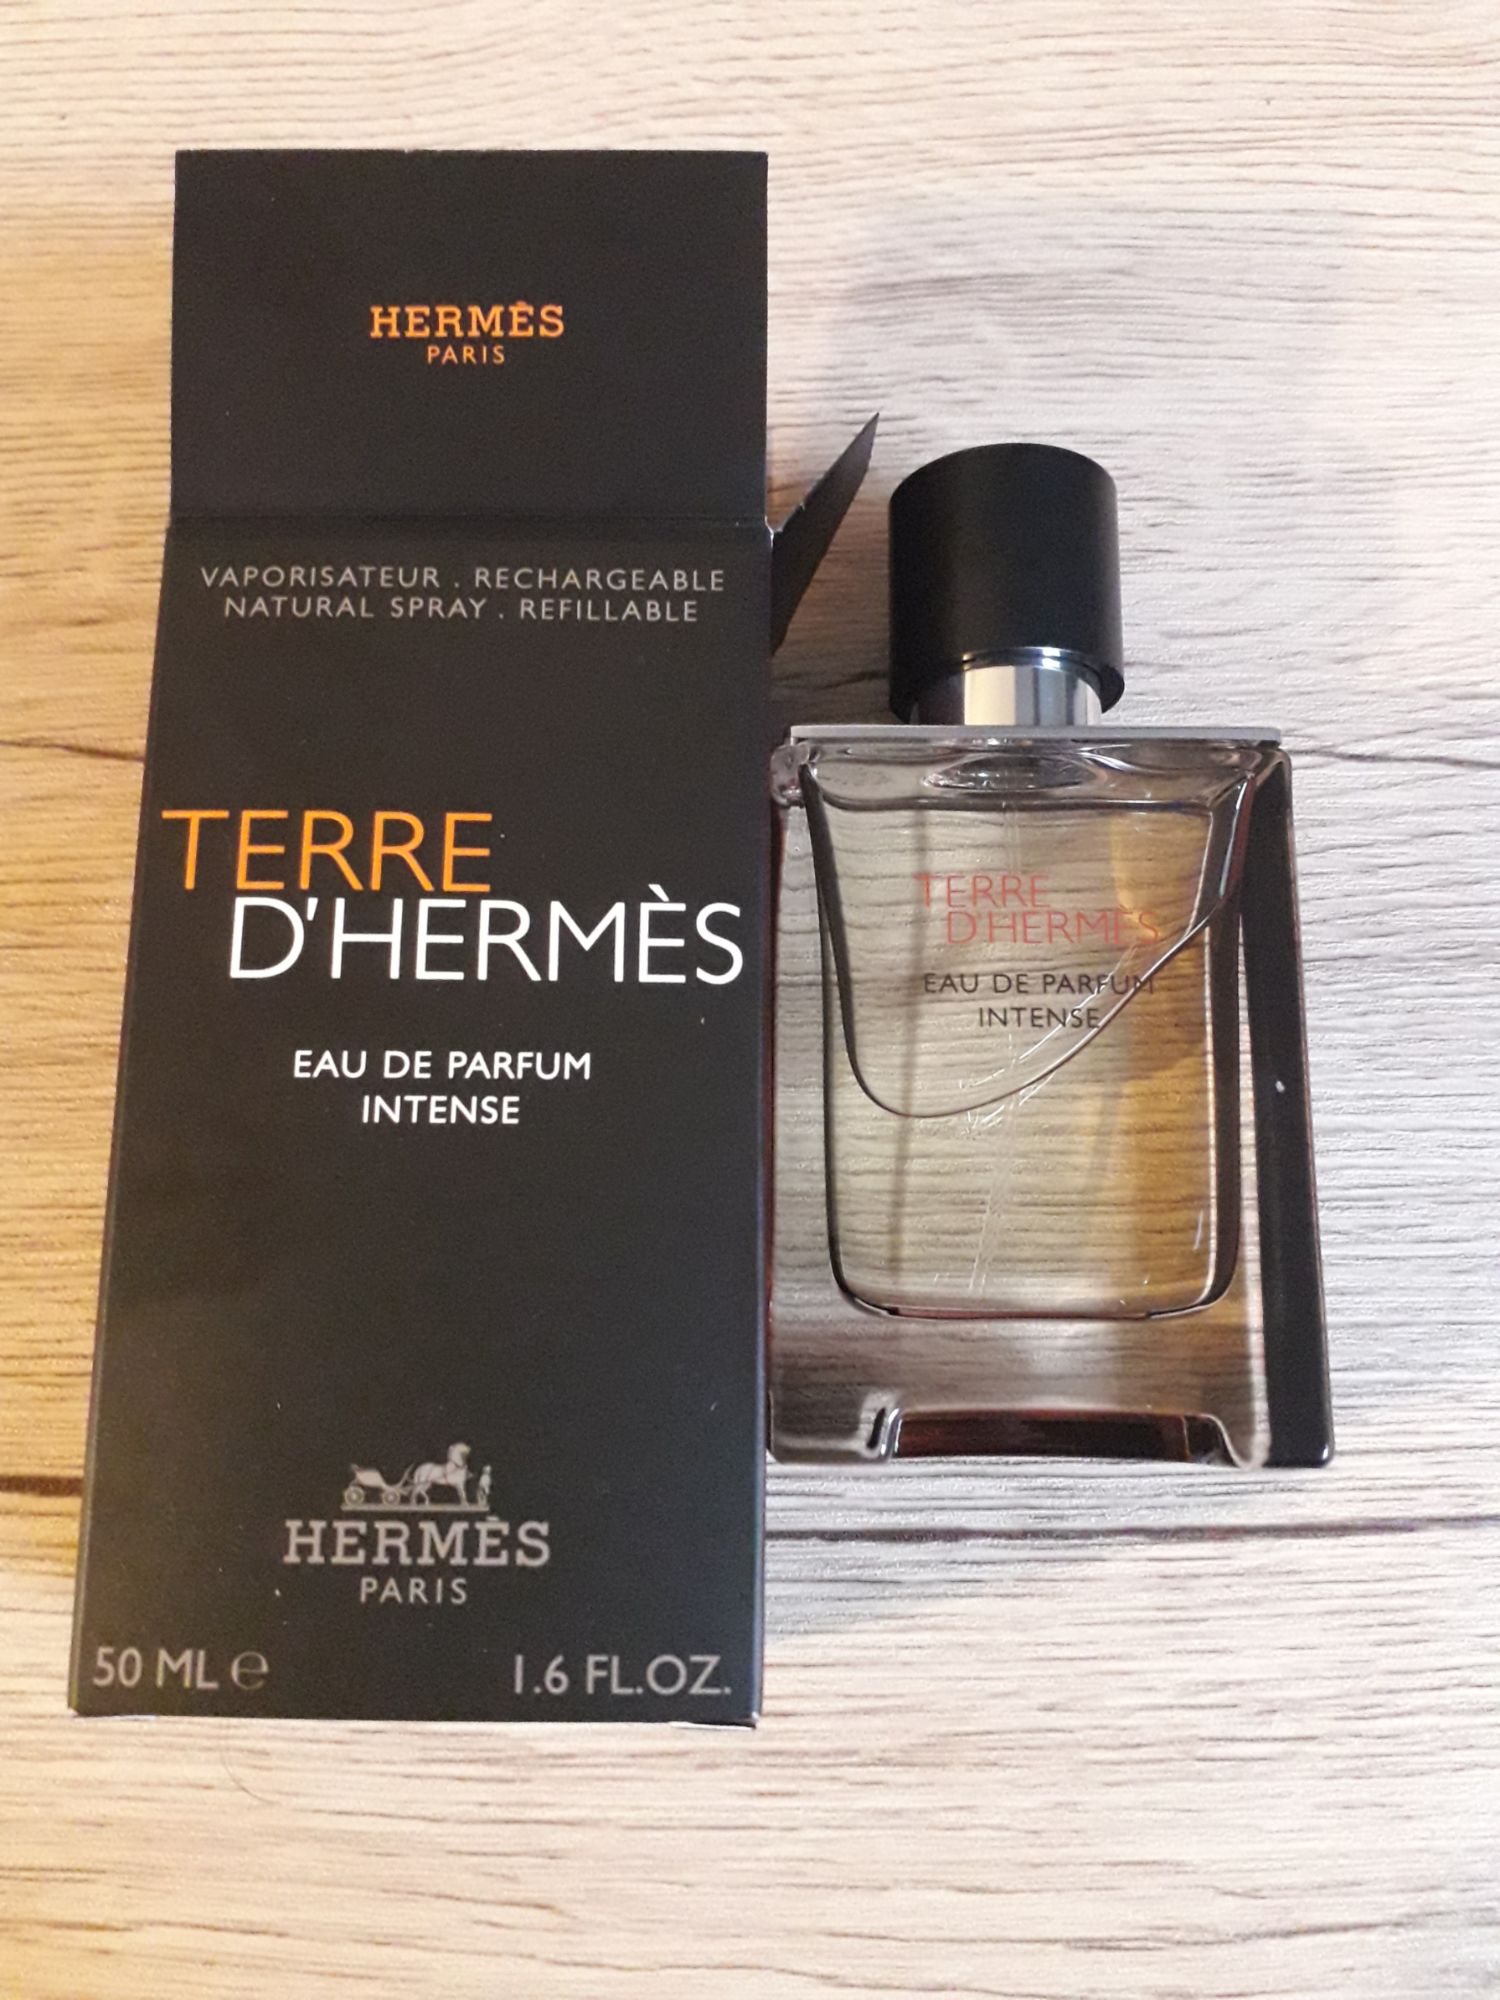 HERMÈS
PARIS
VAPORISATEUR . RECHARGEABLE
NATURAL SPRAY . REFILLABLE
TERRE
D'HERMÈS
EAU DE PARFUM
INTENSE
HERMÈS
PARIS
50 ML ℮ 1.6 FL.OZ.
TERRE
D'HERMÈS
EAU DE PARFUM
INTENSE